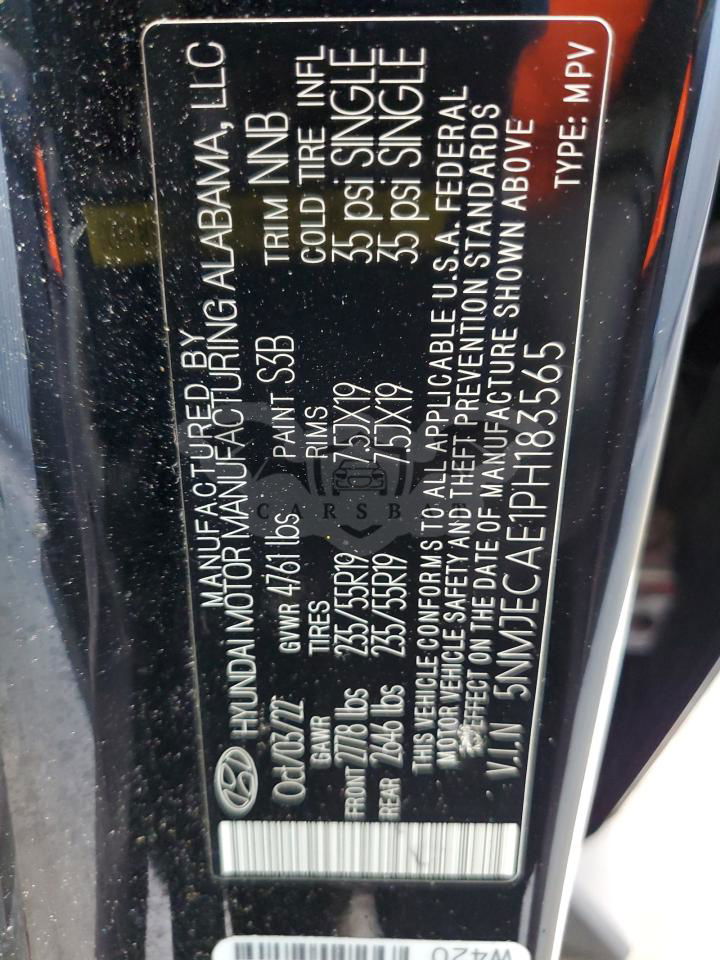 MANUFACTURED BY
HYUNDAI MOTOR MANUFACTURING ALABAMA, LLC
Oct/03/22 GVWR 4761 lbs PAINT S3B TRIM NNB
GAWR TIRES RIMS COLD TIRE INFL
FRONT 2778 lbs 235/55R19 7.5JX19 35 psi SINGLE
REAR 2646 lbs 235/55R19 7.5JX19 35 psi SINGLE
THIS VEHICLE CONFORMS TO ALL APPLICABLE U.S.A. FEDERAL
MOTOR VEHICLE SAFETY AND THEFT PREVENTION STANDARDS
IN EFFECT ON THE DATE OF MANUFACTURE SHOWN ABOVE
V.I.N 5NMJECAE1PH183565
TYPE: MPV
W420